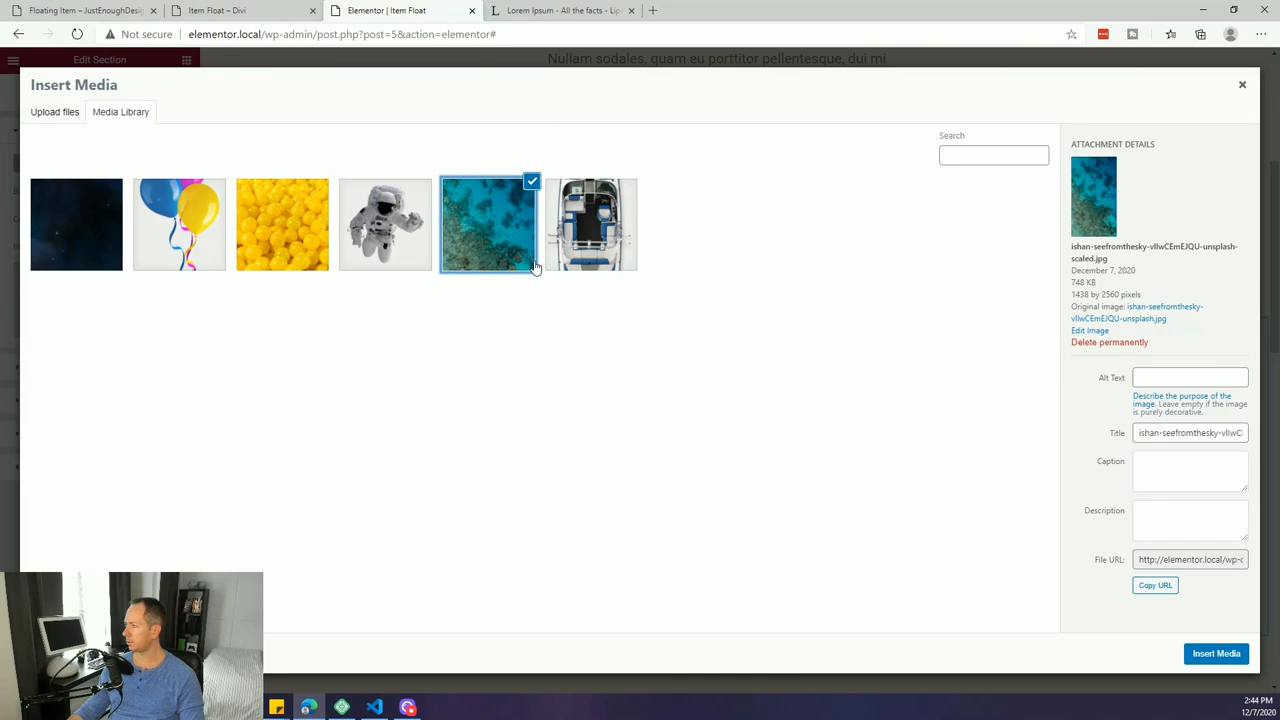 Floating Item – JustEnoughDesig
Item Float – Divi
Elementor | Item Float
Lorem Ipsum - All the facts - Lips
Not secure
elementor.local/wp-admin/post.php?post=5&action=elementor#
Edit Section
Nullam sodales, quam eu porttitor pellentesque, dui mi
Insert Media
Upload files
Media Library
Search
ATTACHMENT DETAILS
ishan-seefromthesky-vlIwCEmEJQU-unsplash-
scaled.jpg
December 7, 2020
748 KB
1438 by 2560 pixels
Original image: ishan-seefromthesky-
vlIwCEmEJQU-unsplash.jpg
Edit Image
Delete permanently
Alt Text
Describe the purpose of the
image. Leave empty if the image
is purely decorative.
Title
ishan-seefromthesky-vlIwC
Caption
Description
File URL:
http://elementor.local/wp-c
Copy URL
Insert Media
2:44 PM
12/7/2020